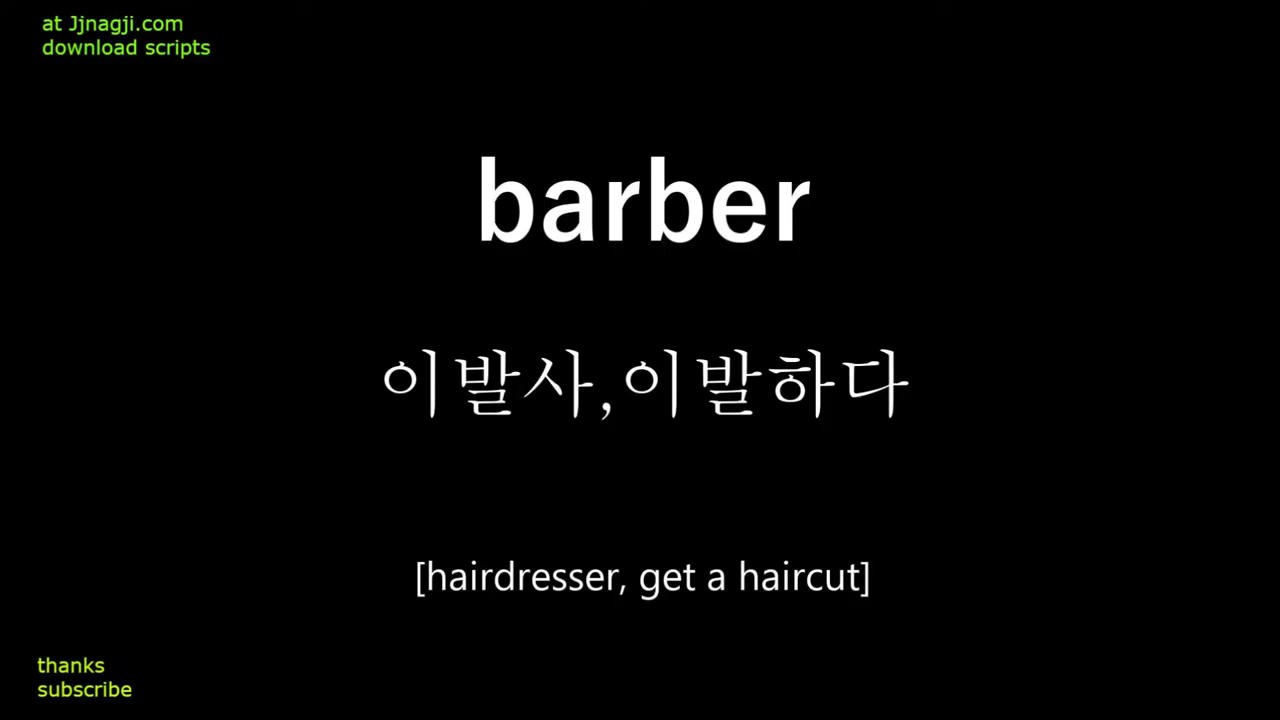 at Jjnagji.com
download scripts
barber
이발사,이발하다
[hairdresser, get a haircut]
thanks
subscribe